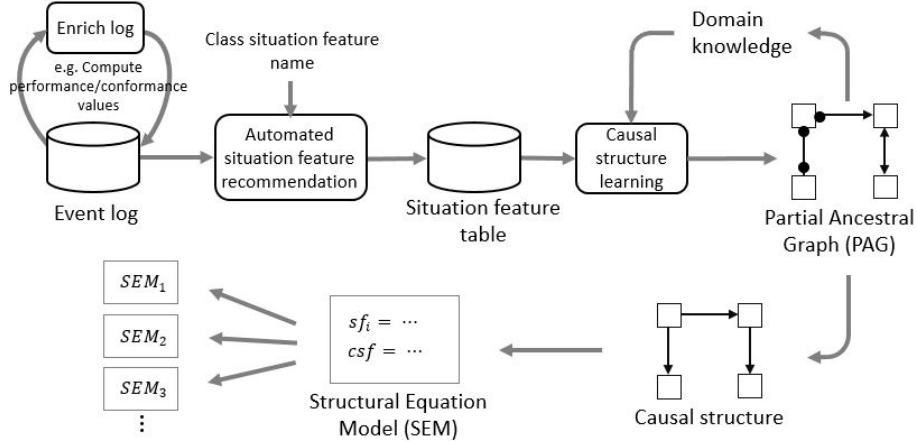 Enrich log
e.g. Compute
performance/conformance
values
Event log
Class situation feature
name
Automated
situation feature
recommendation
Situation feature
table
Domain
knowledge
Causal
structure
learning
Partial Ancestral
Graph (PAG)
SEM₁
SEM₂
SEM₃
⋮
sfᵢ = ⋯
csf = ⋯
Structural Equation
Model (SEM)
Causal structure